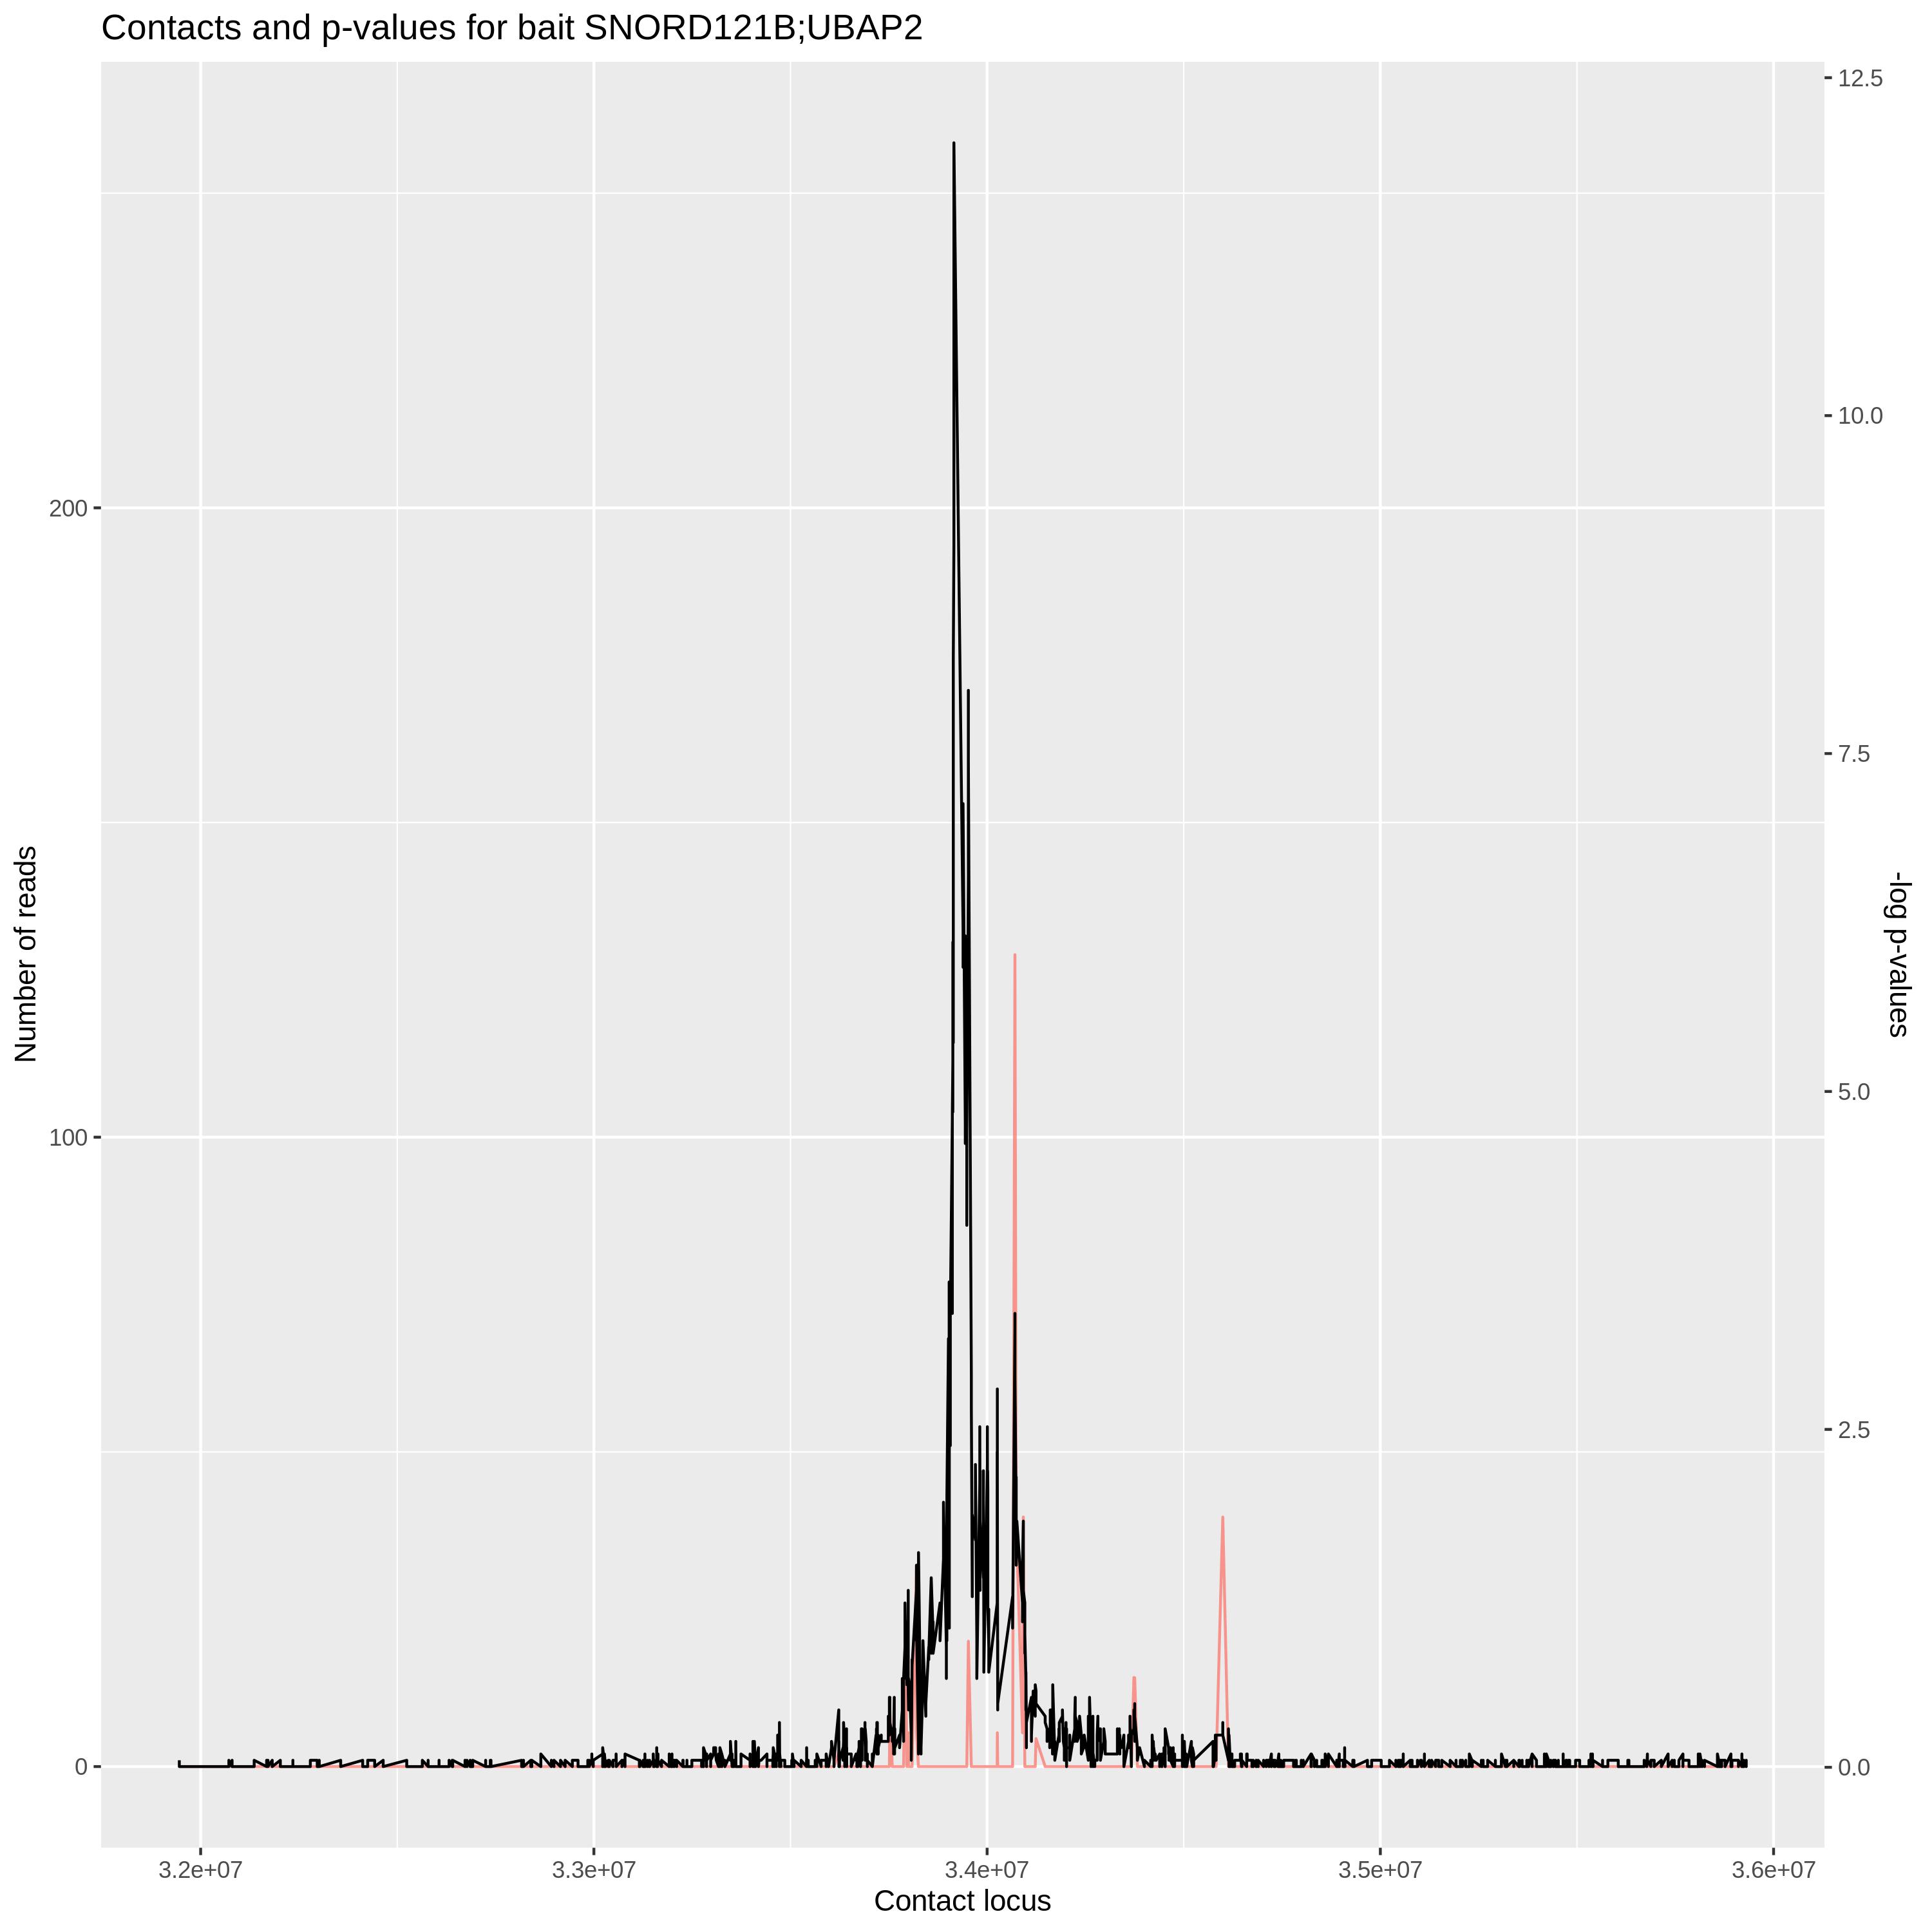 Contacts and p-values for bait SNORD121B;UBAP2
12.5
10.0
200
7.5
Number of reads
-log p-values
5.0
100
2.5
0
0.0
3.2e+07
3.3e+07
3.4e+07
3.5e+07
3.6e+07
Contact locus